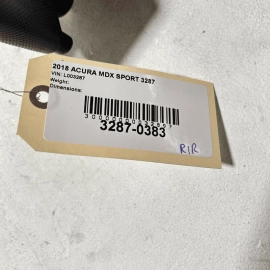 2018 ACURA MDX SPORT 3287
VIN: L003287
Weight:
Dimensions:
3287-0383
R1R